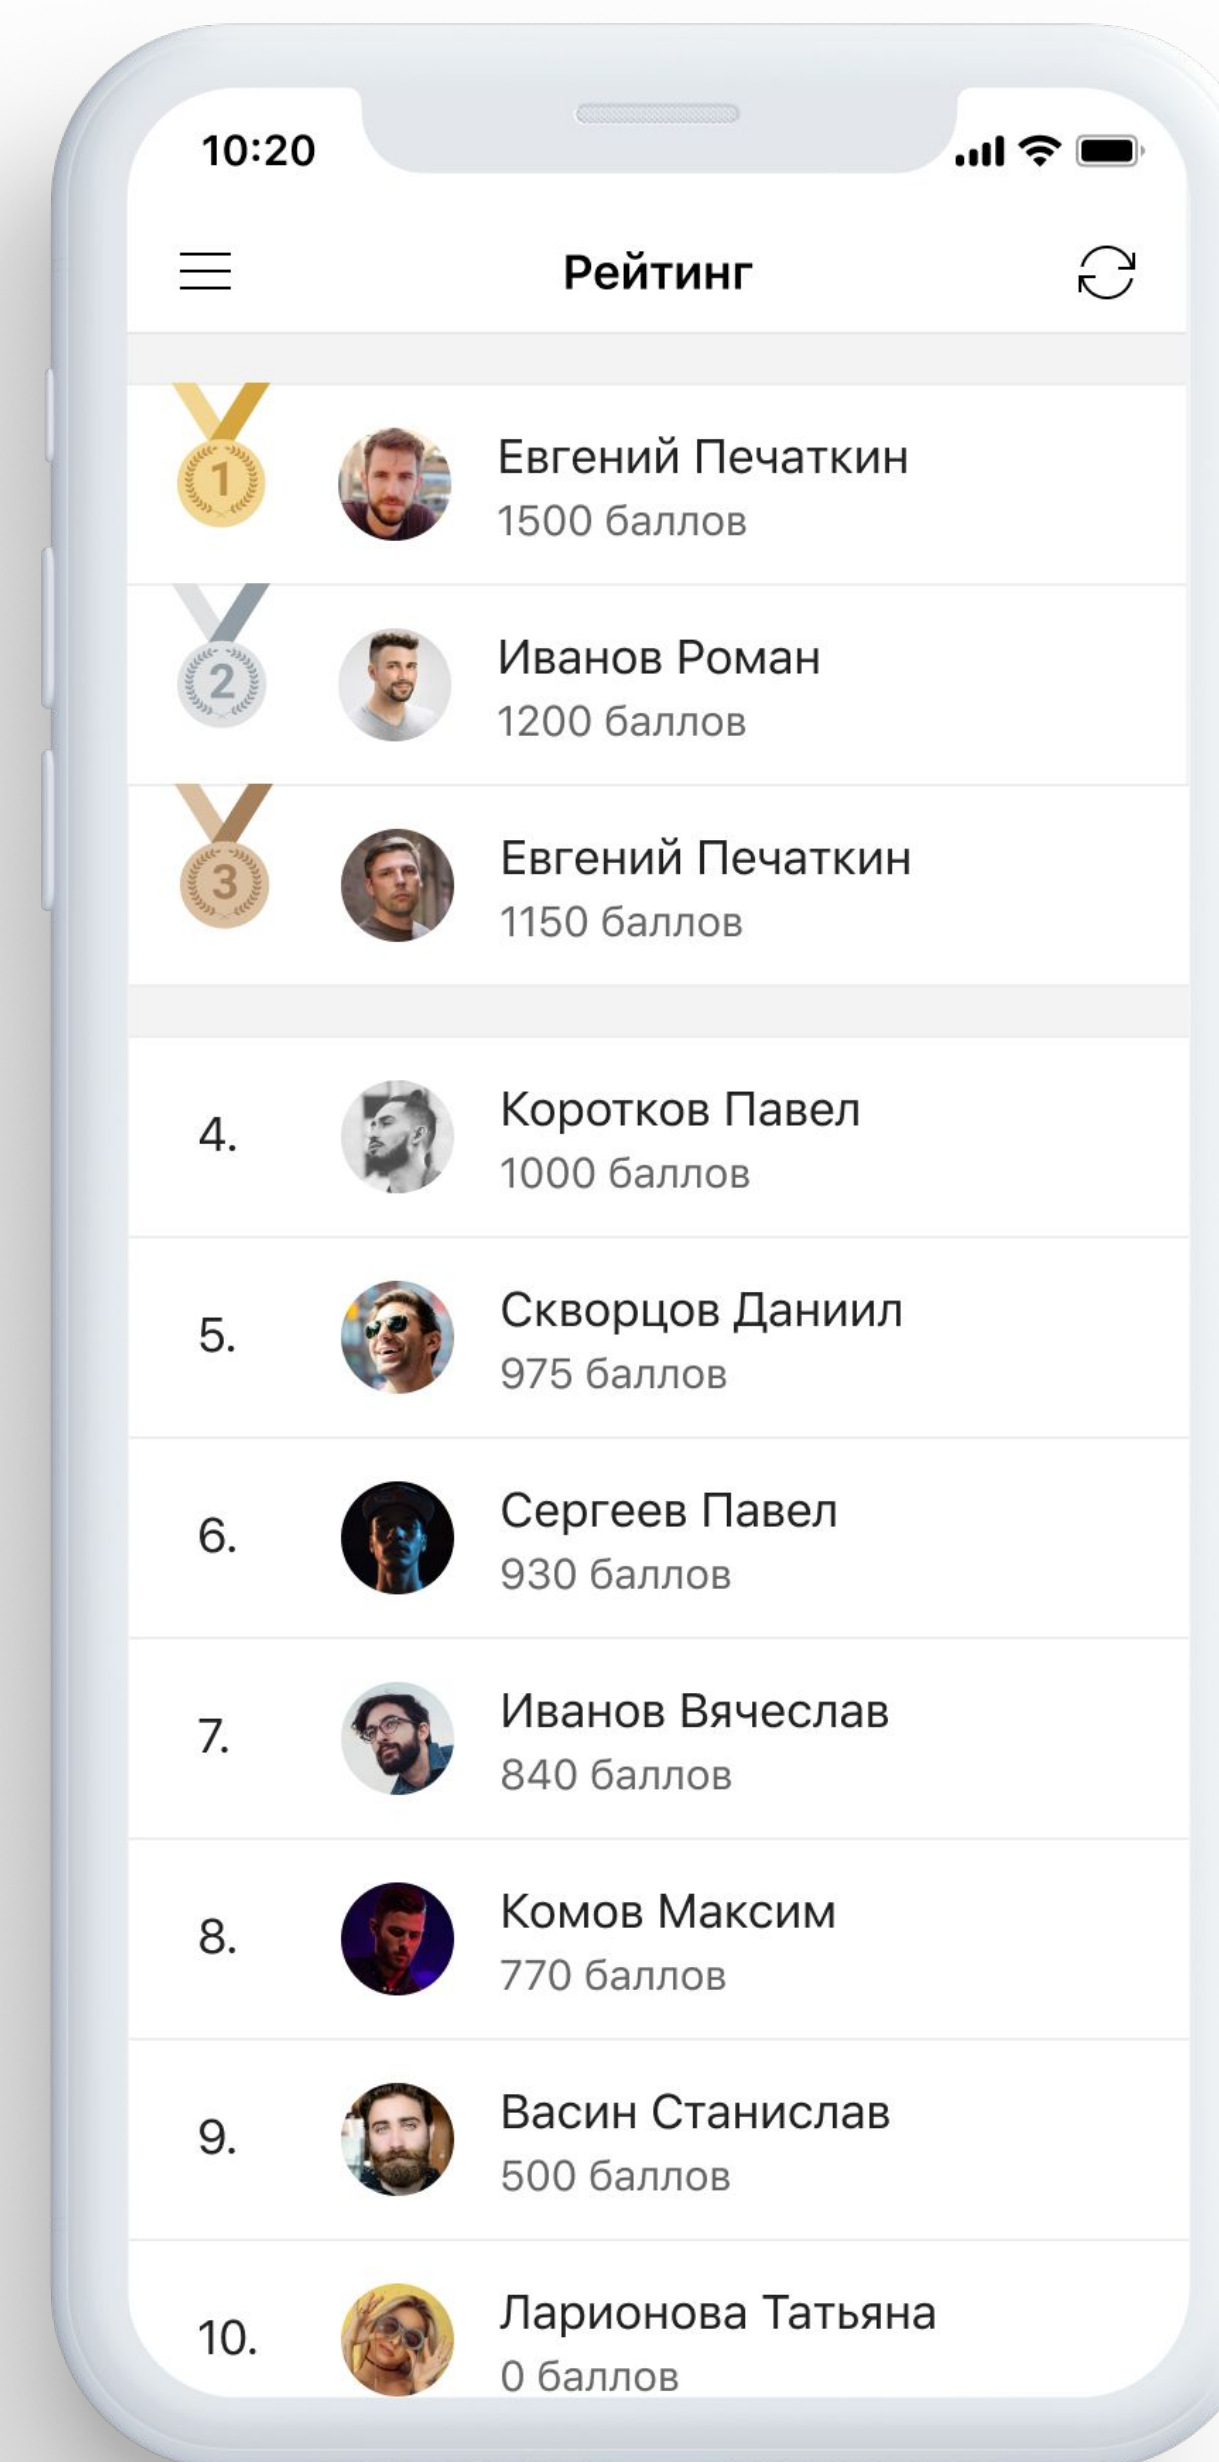 10:20
Рейтинг
1
Евгений Печаткин
1500 баллов
2
Иванов Роман
1200 баллов
3
Евгений Печаткин
1150 баллов
4.
Коротков Павел
1000 баллов
5.
Скворцов Даниил
975 баллов
6.
Сергеев Павел
930 баллов
7.
Иванов Вячеслав
840 баллов
8.
Комов Максим
770 баллов
9.
Васин Станислав
500 баллов
10.
Ларионова Татьяна
0 баллов